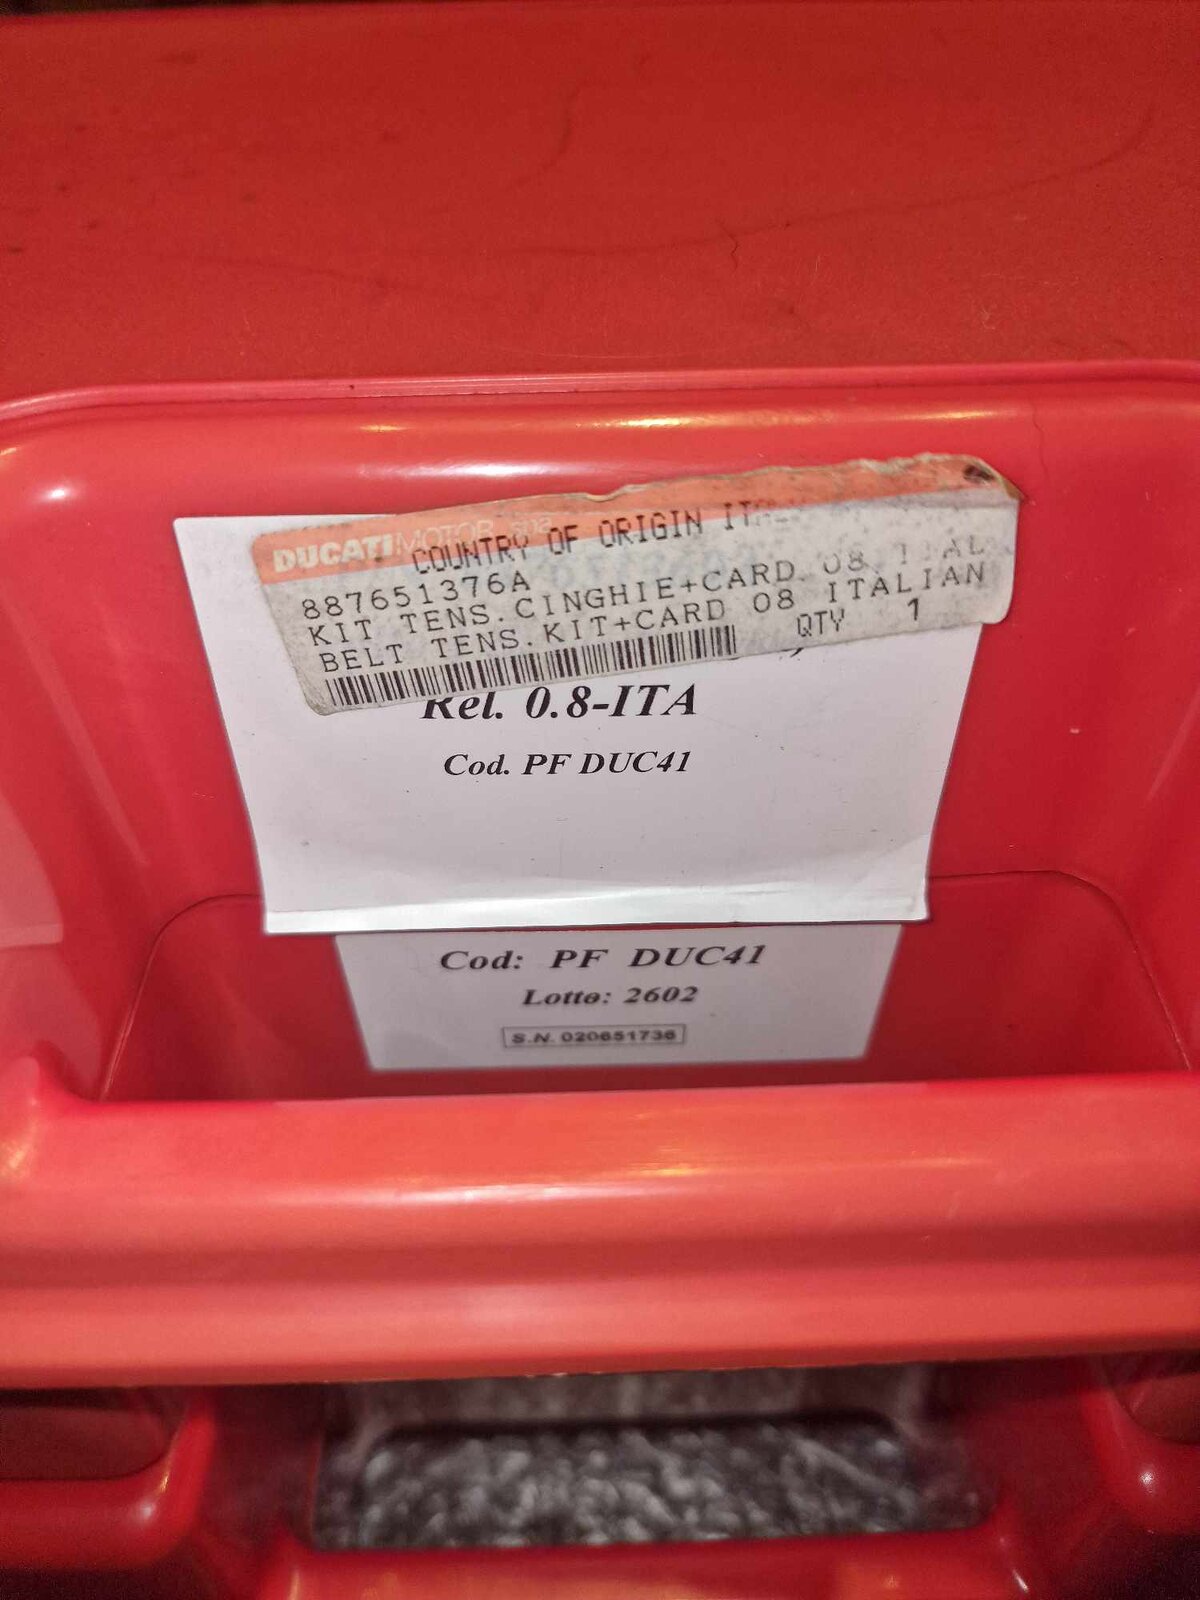 DUCATI MOTOR spa
COUNTRY OF ORIGIN
887651376A
KIT TENS.CINGHIE+CARD 08
BELT TENS.KIT+CARD 08 ITALIAN
QTY 1
Rel. 0.8-ITA
Cod. PF DUC41
Cod: PF DUC41
Lotto: 2602
S.N. 020651736